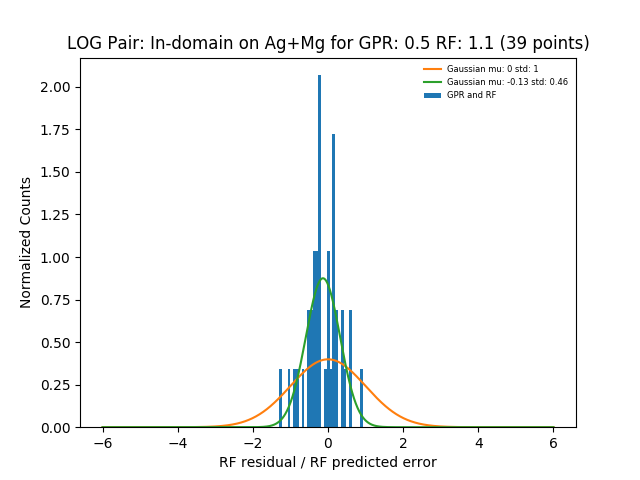 LOG Pair: In-domain on Ag+Mg for GPR: 0.5 RF: 1.1 (39 points)
Gaussian mu: 0 std: 1
Gaussian mu: -0.13 std: 0.46
GPR and RF
Normalized Counts
2.00
1.75
1.50
1.25
1.00
0.75
0.50
0.25
0.00
−6 −4 −2 0 2 4 6
RF residual / RF predicted error